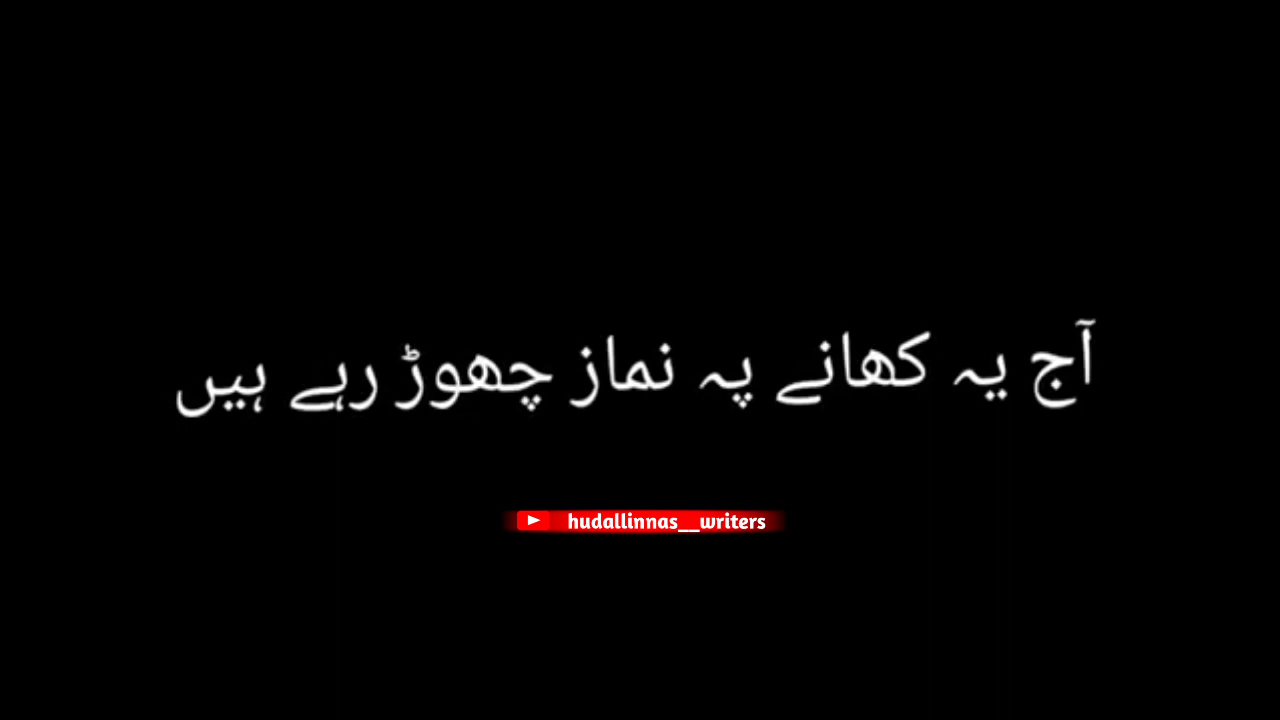 آج یہ کھانے پہ نماز چھوڑ رہے ہیں
hudallinnas__writers